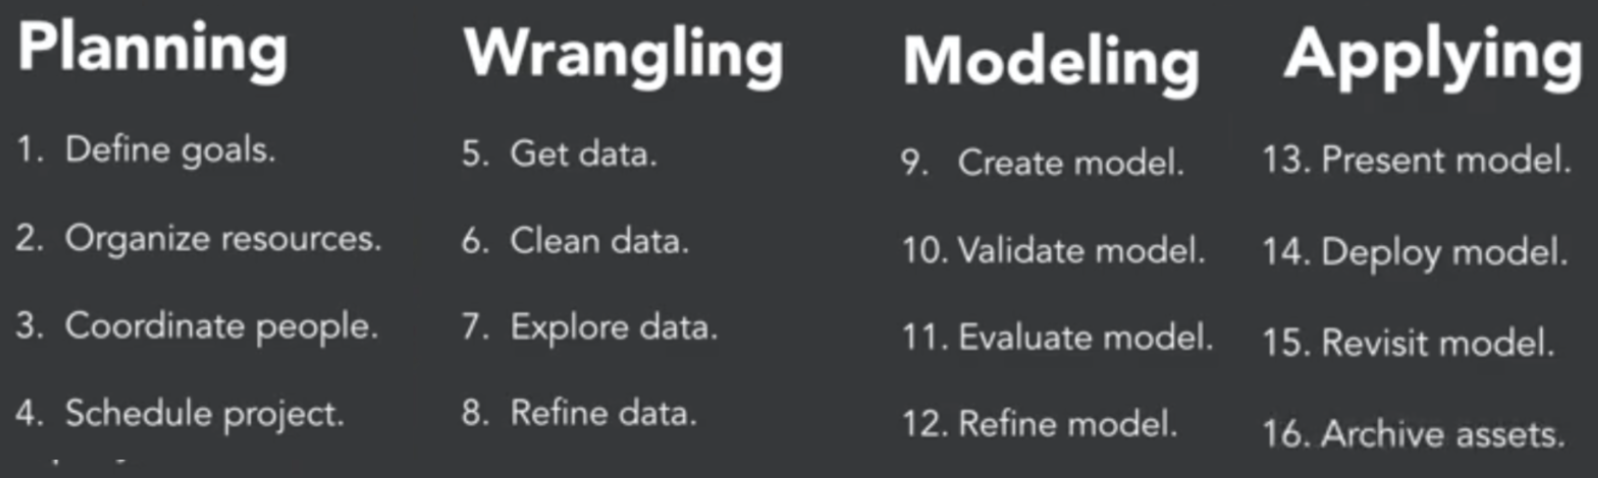 Planning
1. Define goals.
2. Organize resources.
3. Coordinate people.
4. Schedule project.
Wrangling
5. Get data.
6. Clean data.
7. Explore data.
8. Refine data.
Modeling
9. Create model.
10. Validate model.
11. Evaluate model.
12. Refine model.
Applying
13. Present model.
14. Deploy model.
15. Revisit model.
16. Archive assets.